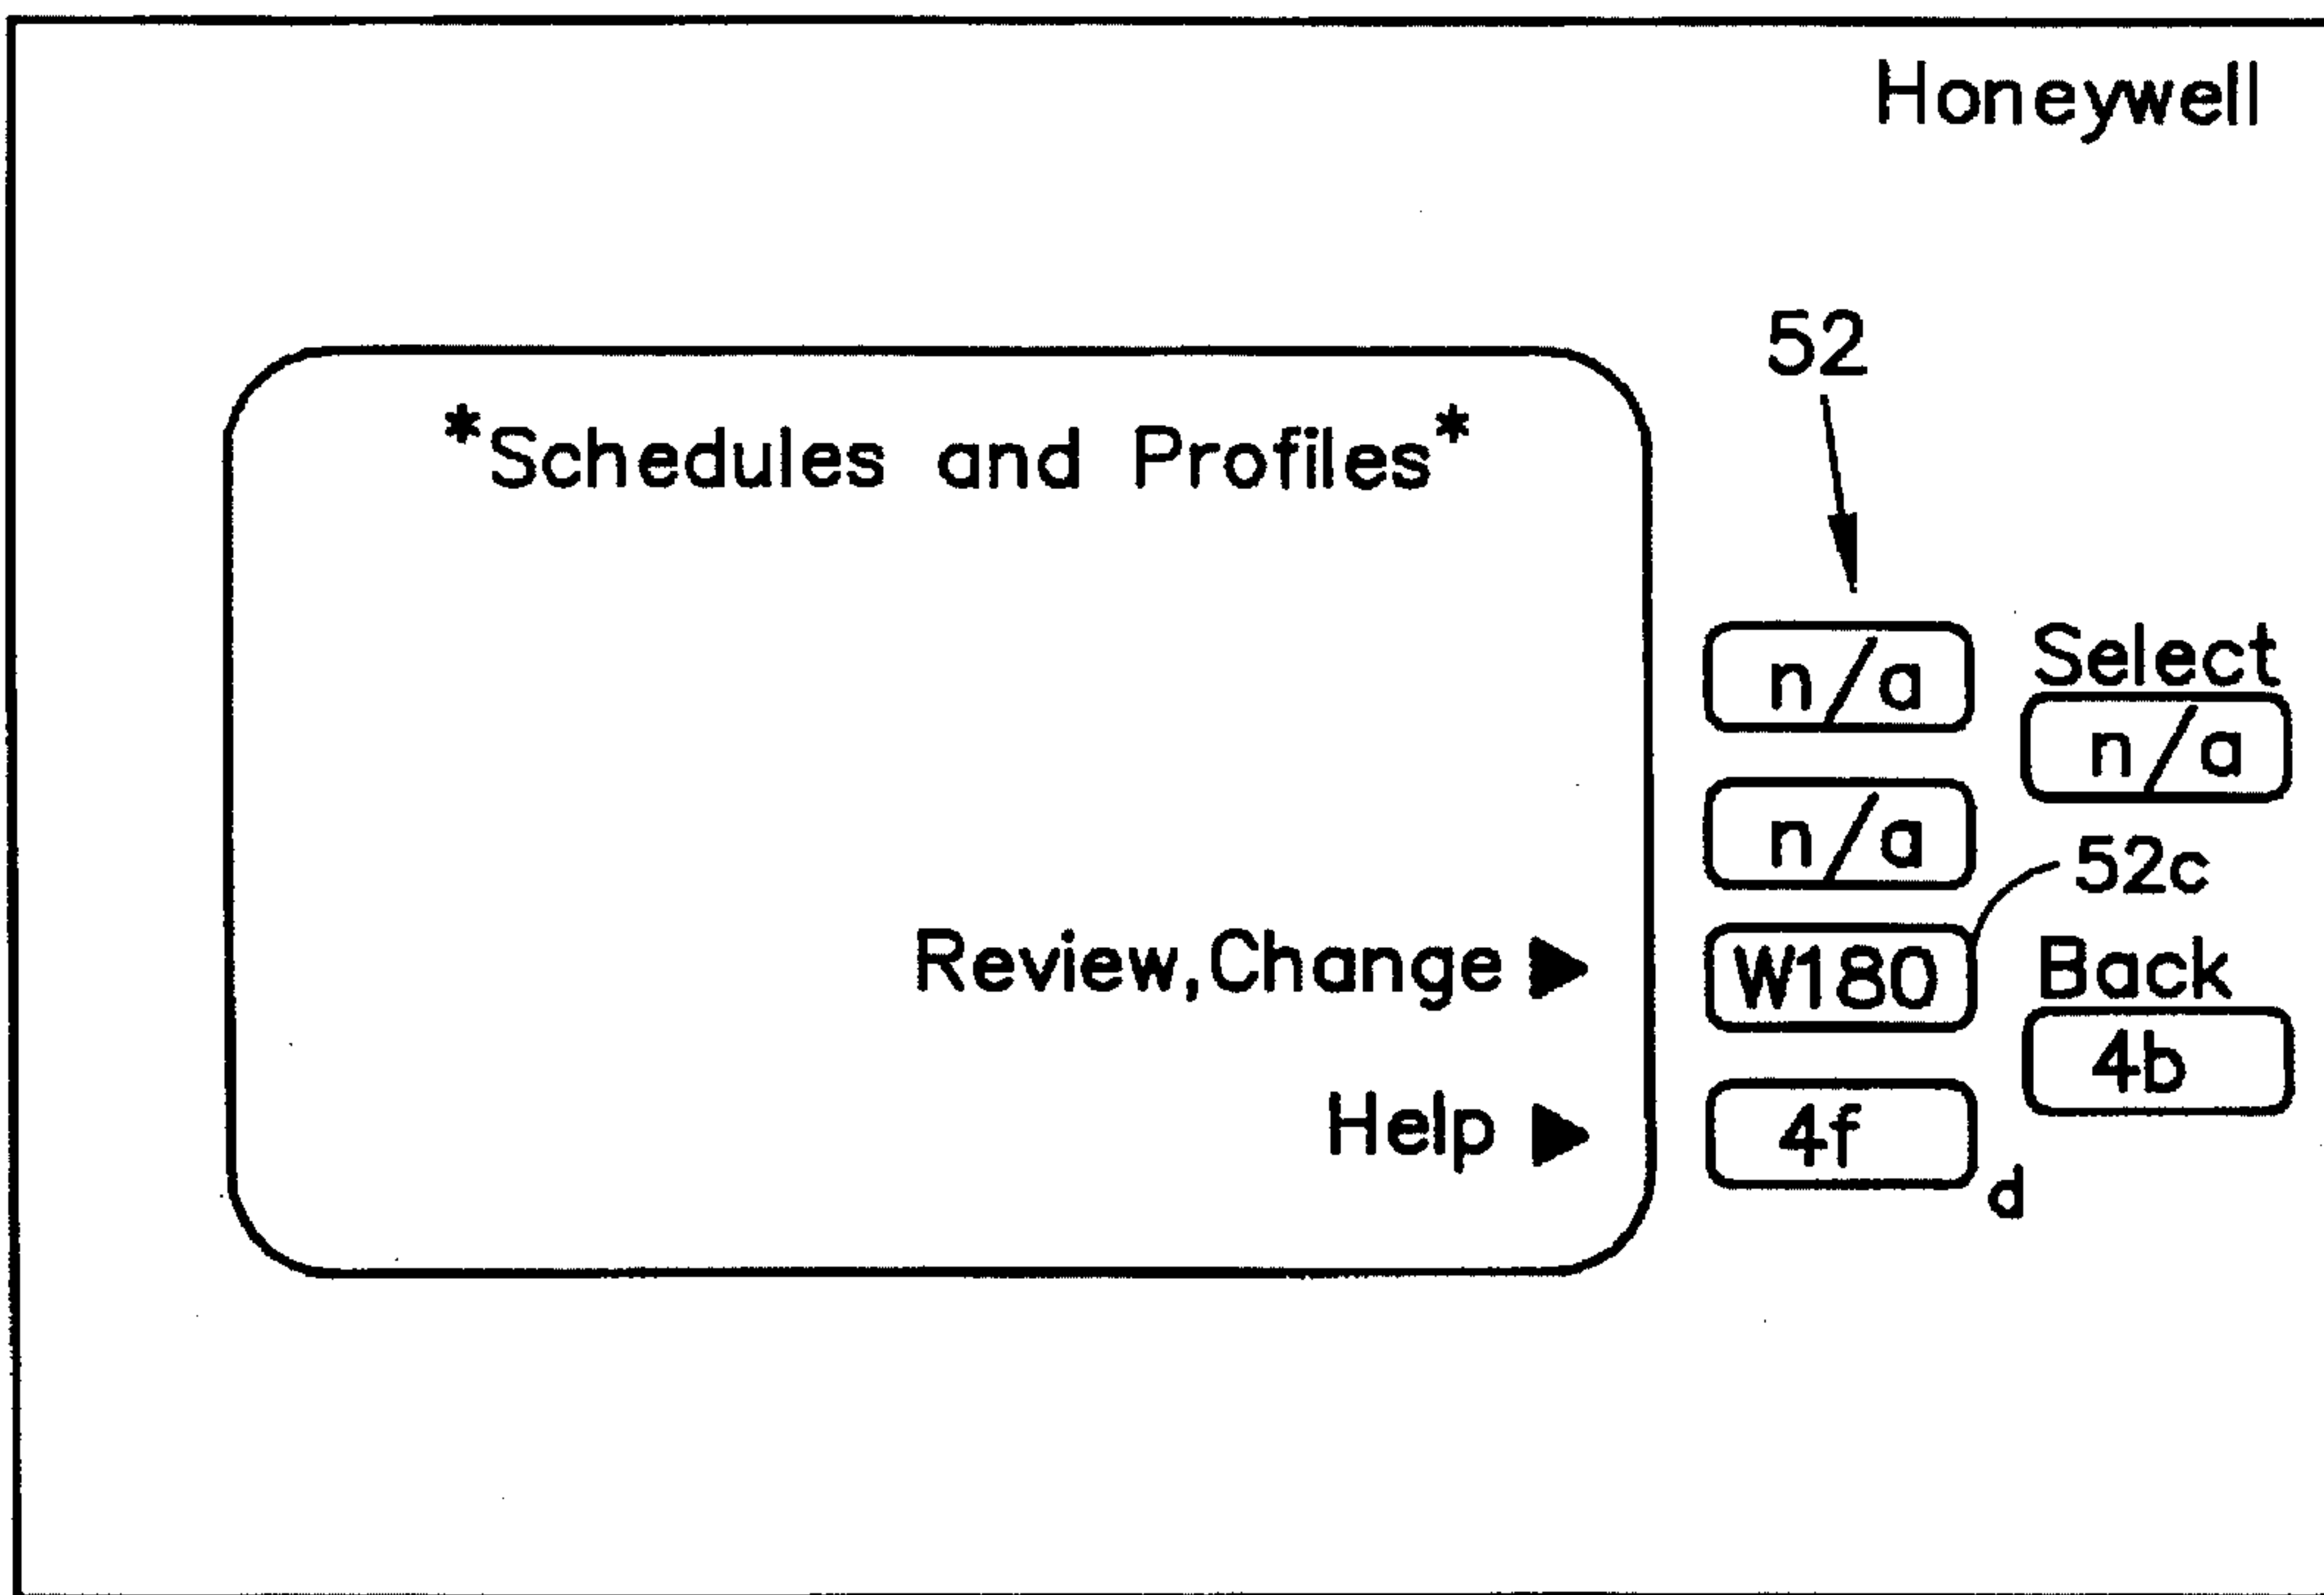 Honeywell
52
*Schedules and Profiles*
n/a
Select
n/a
n/a
52c
Review,Change ▶
W180
Back
4b
Help ▶
4f
d